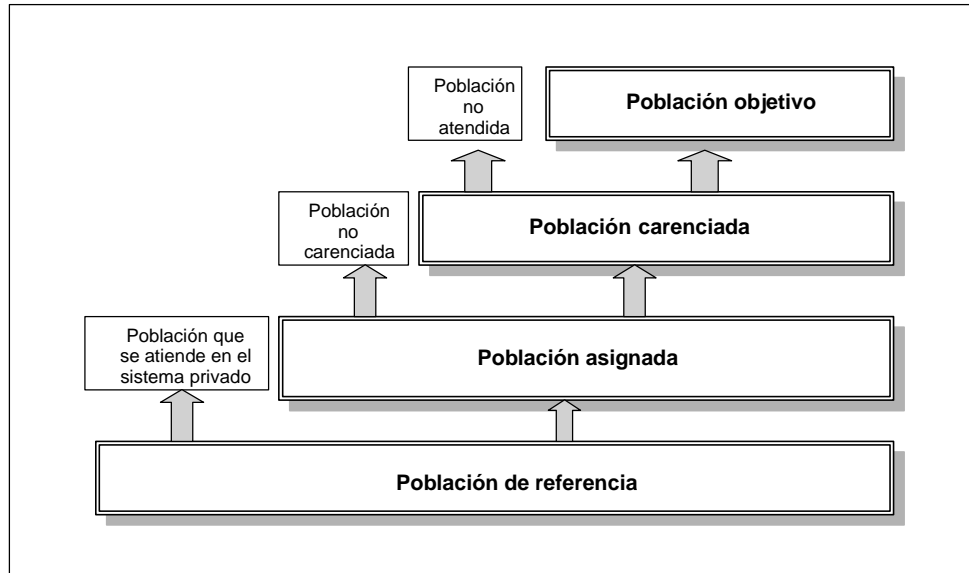 Población
no
atendida
Población objetivo
Población
no
carenciada
Población carenciada
Población que
se atiende en el
sistema privado
Población asignada
Población de referencia